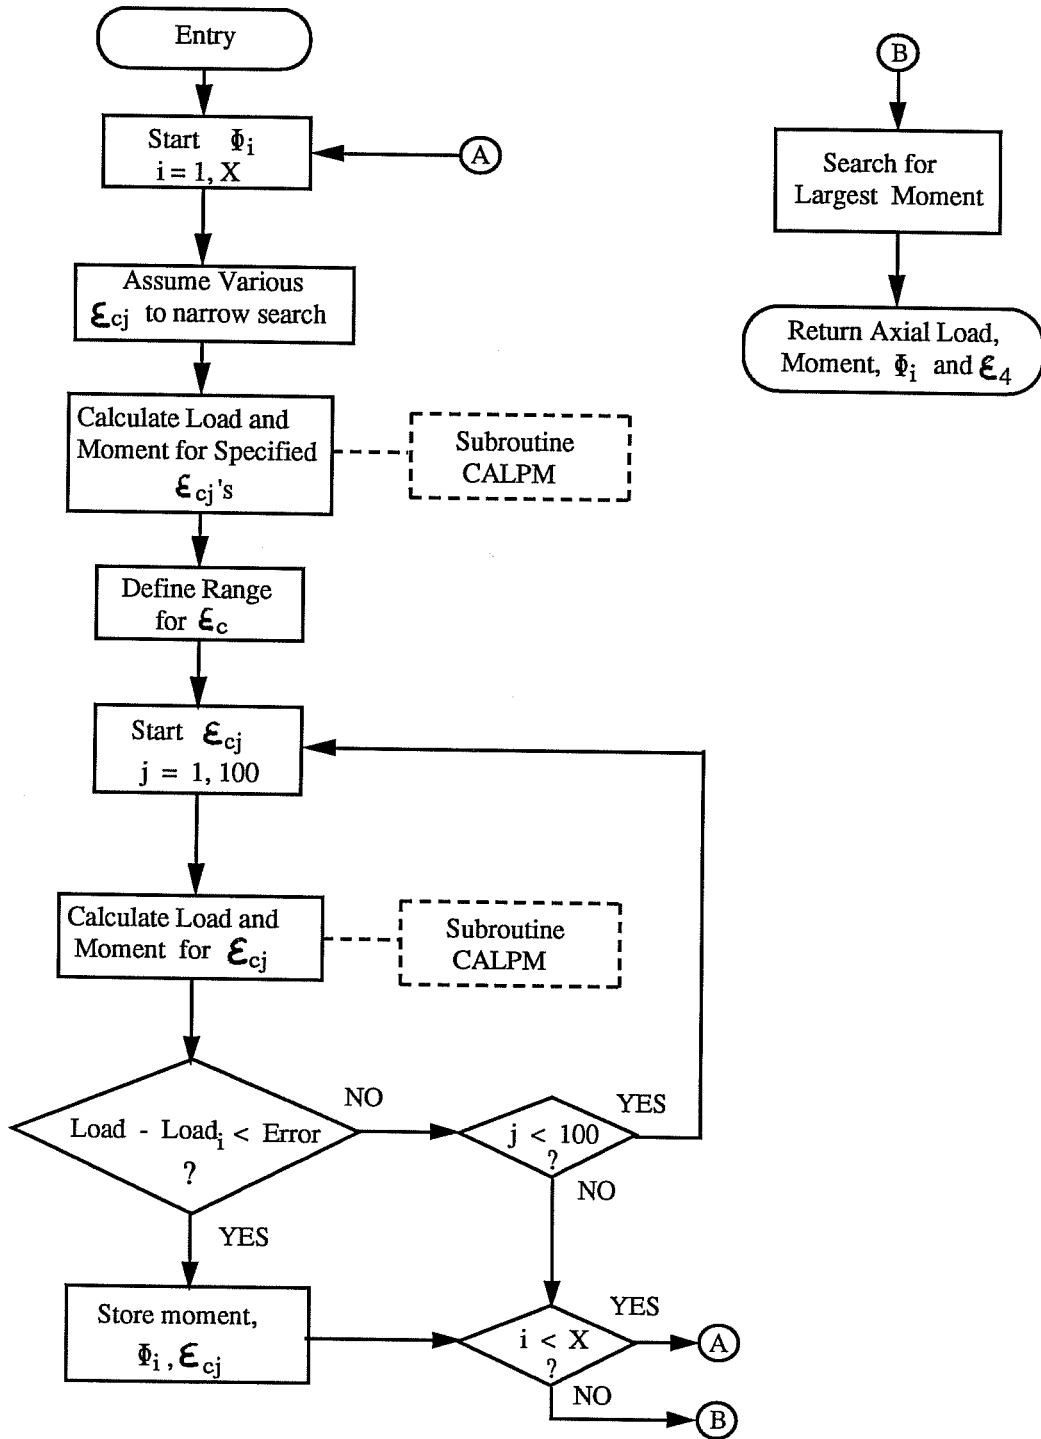 Entry
Start Φi
i = 1, X
A
Assume Various
εcj to narrow search
Calculate Load and
Moment for Specified
εcj's
Subroutine
CALPM
Define Range
for εc
Start εcj
j = 1, 100
Calculate Load and
Moment for εcj
Subroutine
CALPM
Load - Loadi < Error
?
NO
j < 100
?
YES
NO
YES
Store moment,
Φi, εcj
i < X
?
YES
A
NO
B
B
Search for
Largest Moment
Return Axial Load,
Moment, Φi and ε4